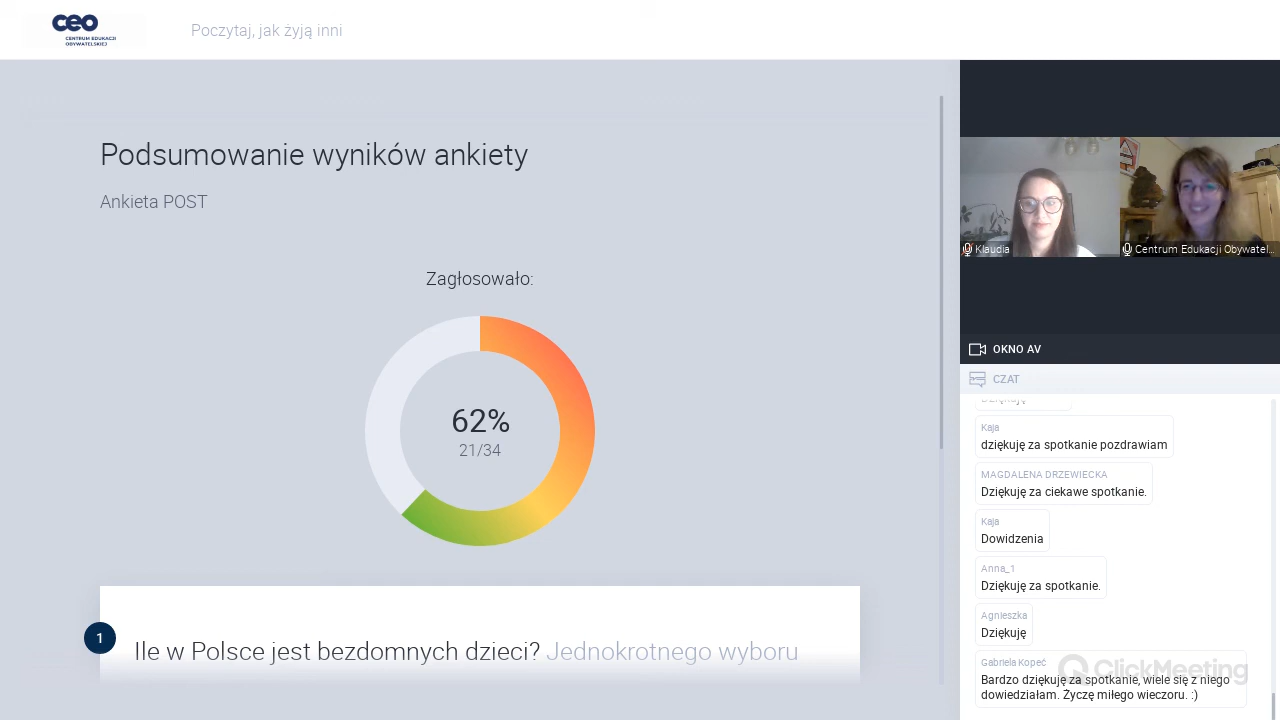 ceo
CENTRUM EDUKACJI
OBYWATELSKIEJ
Poczytaj, jak żyją inni
Podsumowanie wyników ankiety
Ankieta POST
Zagłosowało:
62%
21/34
1
Ile w Polsce jest bezdomnych dzieci? Jednokrotnego wyboru
Klaudia
Centrum Edukacji Obywatel...
OKNO AV
CZAT
Dziękuję
Kaja
dziękuję za spotkanie pozdrawiam
MAGDALENA DRZEWIECKA
Dziękuję za ciekawe spotkanie.
Kaja
Dowidzenia
Anna_1
Dziękuję za spotkanie.
Agnieszka
Dziękuję
Gabriela Kopeč
Bardzo dziękuję za spotkanie, wiele się z niego
dowiedziałam. Życzę miłego wieczoru. :)
ClickMeeting